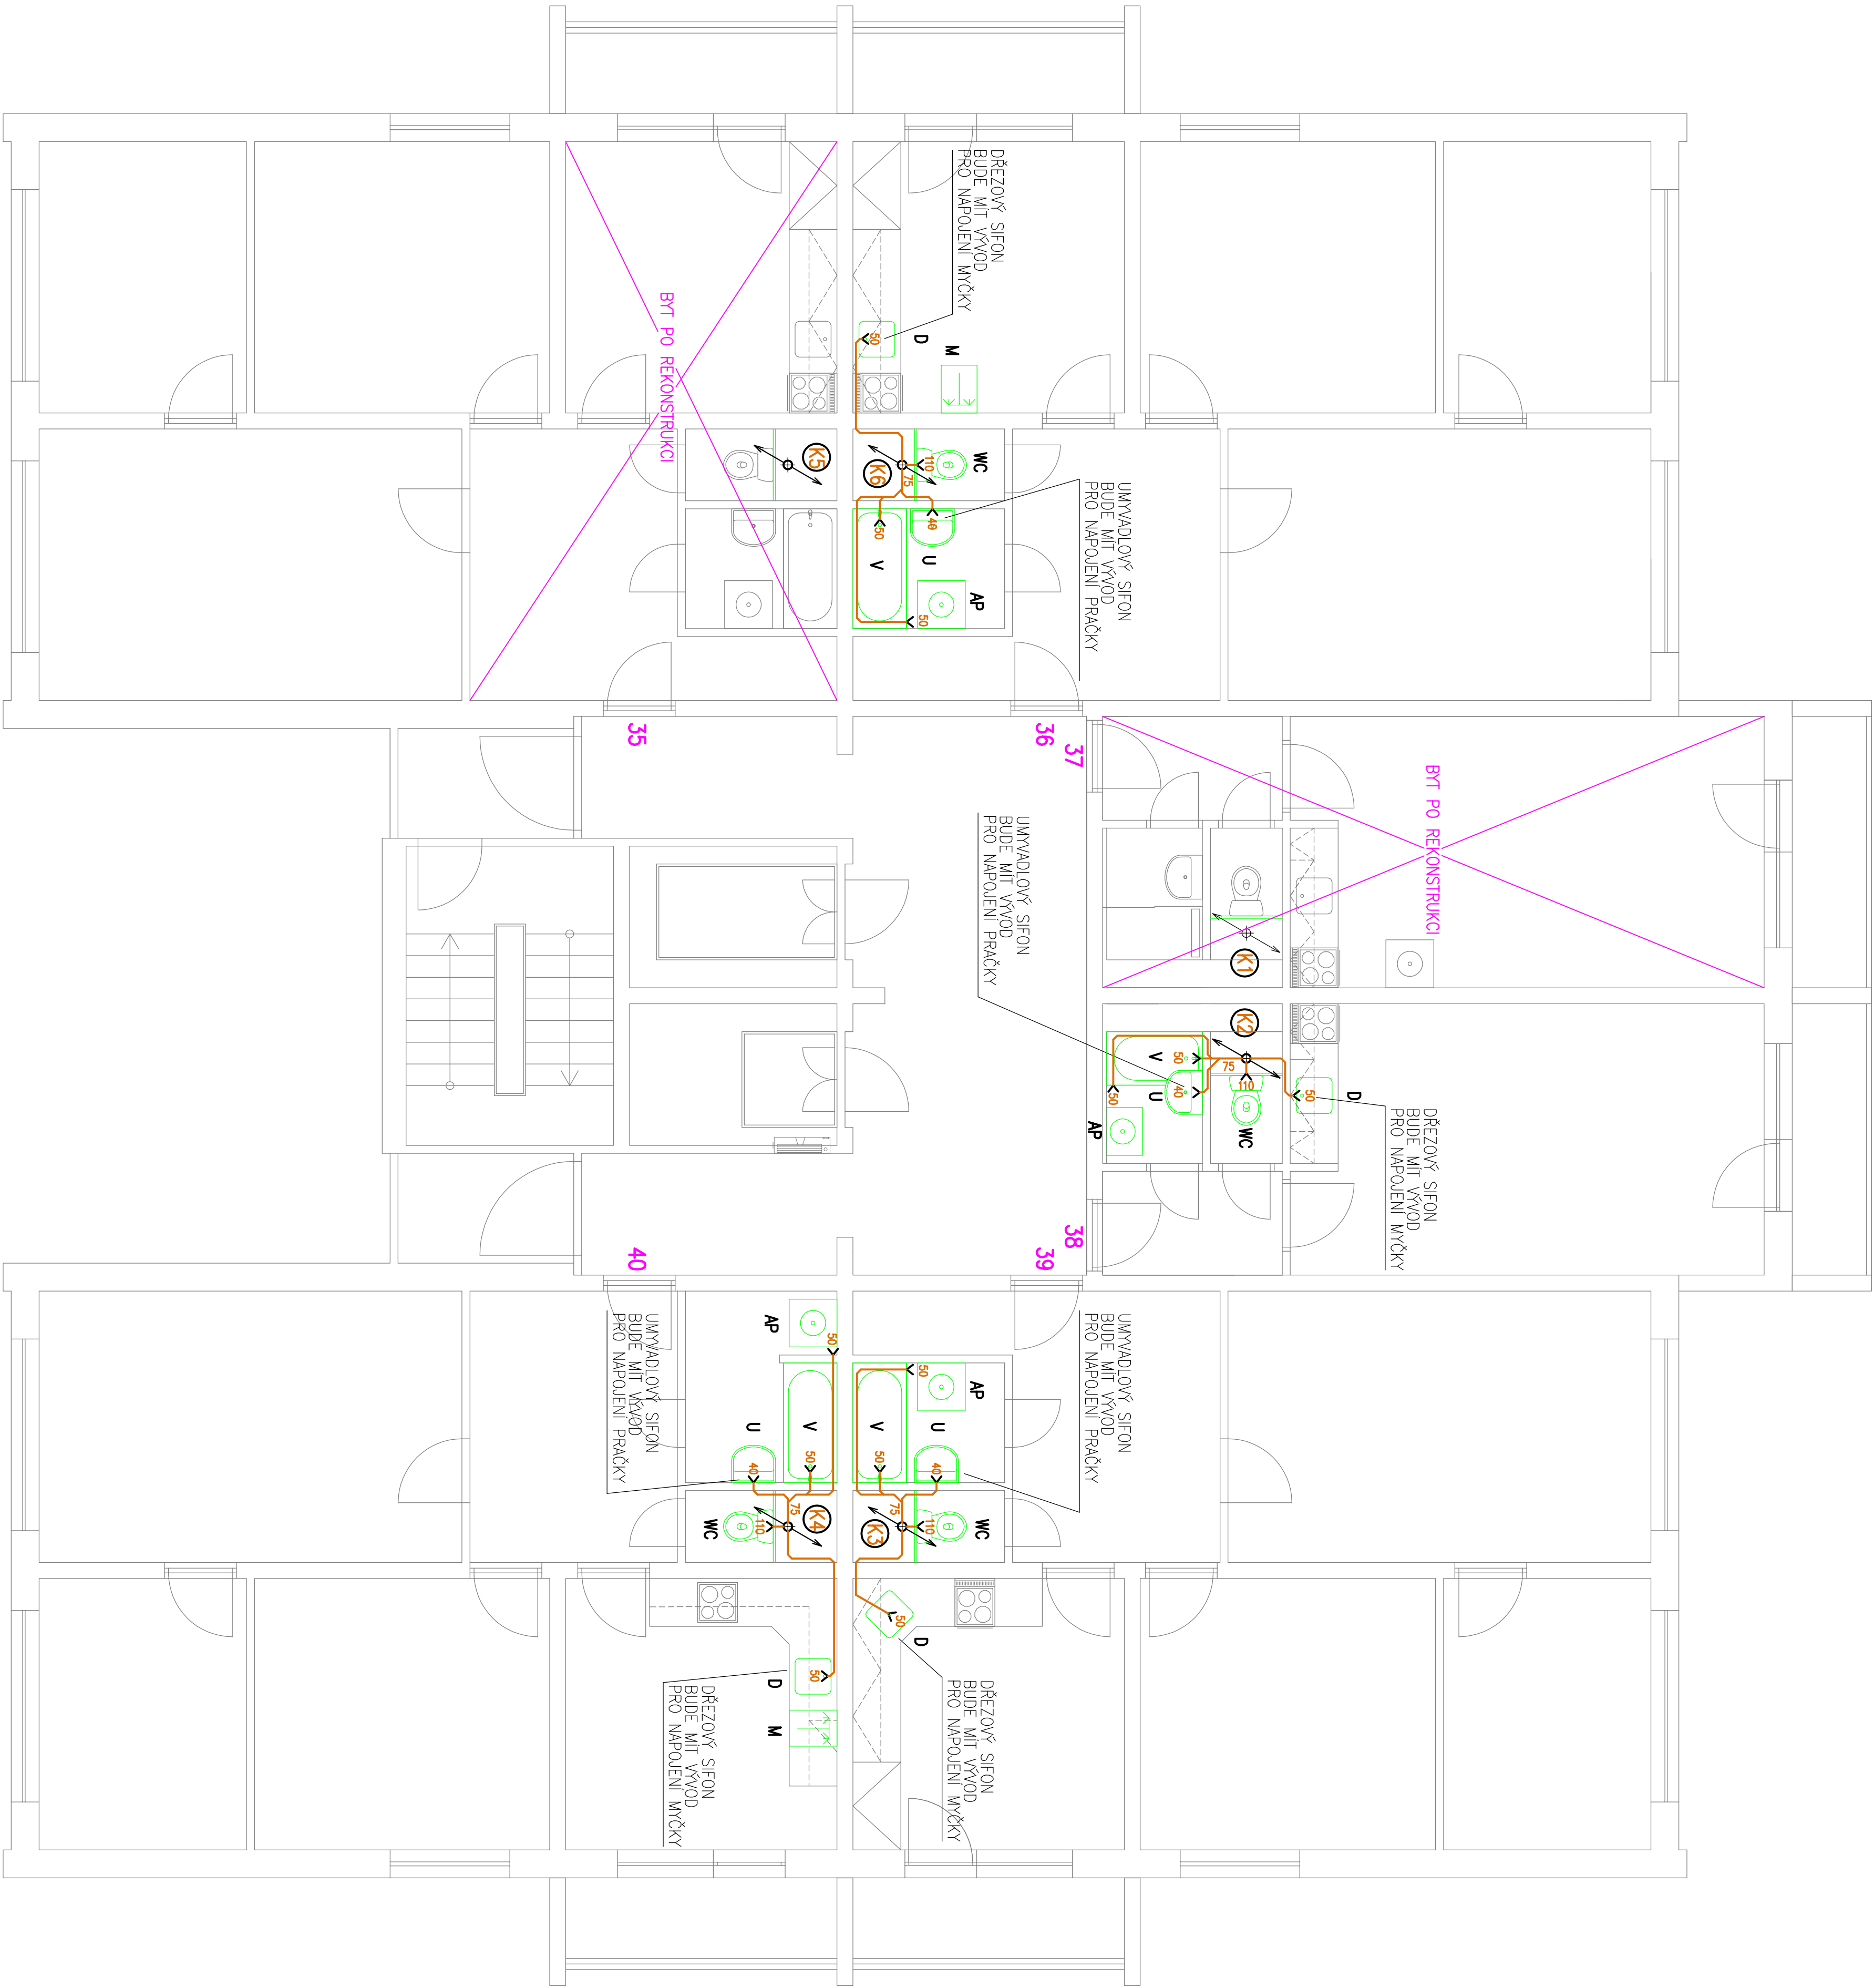 DŘEZOVÝ SIFON
BUDE MÍT VÝVOD
PRO NAPOJENÍ MYČKY
D
M
50
BYT PO REKONSTRUKCI
K5
K6
110
75
WC
UMYVADLOVÝ SIFON
BUDE MÍT VÝVOD
PRO NAPOJENÍ PRAČKY
40
50
U
V
AP
50
35
36
37
BYT PO REKONSTRUKCI
UMYVADLOVÝ SIFON
BUDE MÍT VÝVOD
PRO NAPOJENÍ PRAČKY
K1
K2
V
50
75
110
40
50
U
50
D
WC
AP
DŘEZOVÝ SIFON
BUDE MÍT VÝVOD
PRO NAPOJENÍ MYČKY
38
39
40
UMYVADLOVÝ SIFON
BUDE MÍT VÝVOD
PRO NAPOJENÍ PRAČKY
AP
50
U
V
50
40
75
K4
110
WC
UMYVADLOVÝ SIFON
BUDE MÍT VÝVOD
PRO NAPOJENÍ PRAČKY
50
AP
V
U
50
40
75
K3
110
WC
50
D
M
DŘEZOVÝ SIFON
BUDE MÍT VÝVOD
PRO NAPOJENÍ MYČKY
50
D
DŘEZOVÝ SIFON
BUDE MÍT VÝVOD
PRO NAPOJENÍ MYČKY